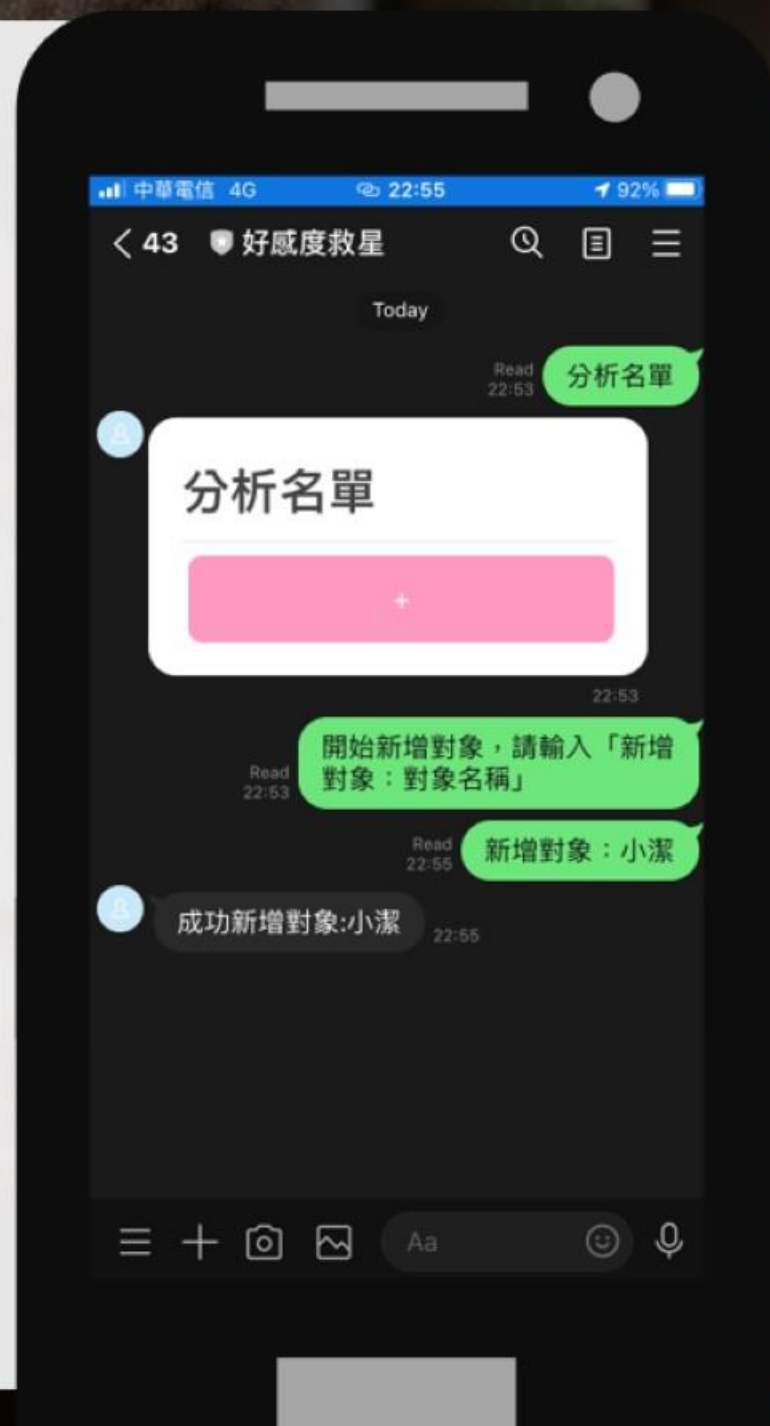 中華電信 4G 22:55 92%
43 好感度救星
Today
Read
22:53
分析名單
分析名單
+
22:53
開始新增對象，請輸入「新增
對象：對象名稱」
Read
22:53
新增對象：小潔
Read
22:55
成功新增對象:小潔
22:55
Aa